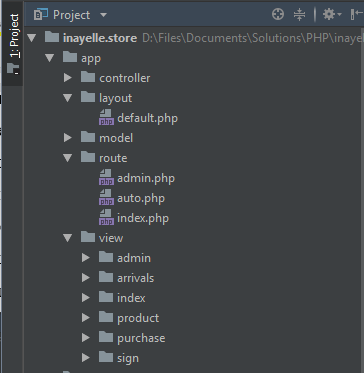 1: Project
Project
inayelle.store D:\Files\Documents\Solutions\PHP\inayelle
app
controller
layout
default.php
model
route
admin.php
auto.php
index.php
view
admin
arrivals
index
product
purchase
sign